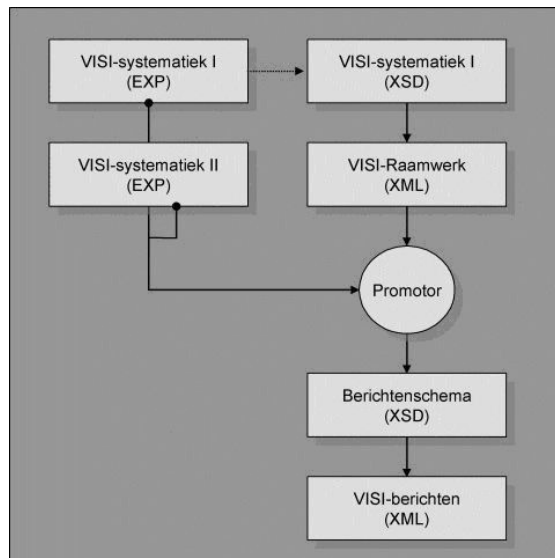 VISI-systematiek I
(EXP)
VISI-systematiek I
(XSD)
VISI-systematiek II
(EXP)
VISI-Raamwerk
(XML)
Promotor
Berichtenschema
(XSD)
VISI-berichten
(XML)